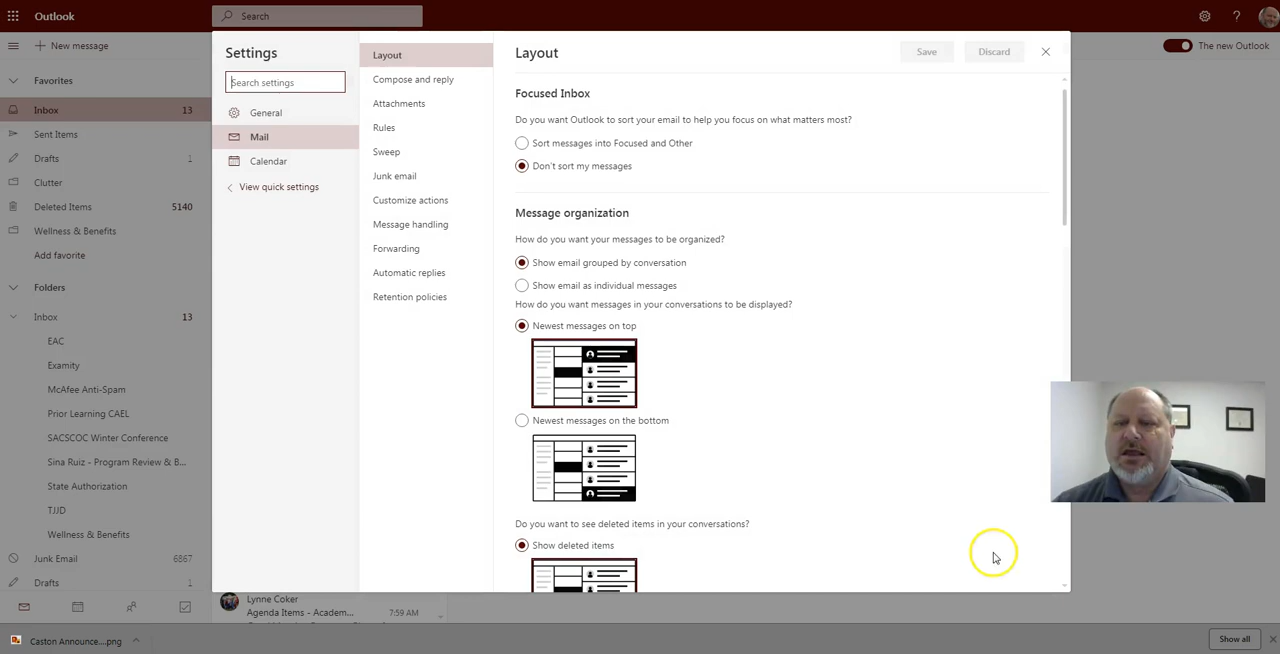 Outlook
Search
?
New message
The new Outlook
Favorites
Inbox 13
Sent Items
Drafts 1
Clutter
Deleted Items 5140
Wellness & Benefits
Add favorite
Folders
Inbox 13
EAC
Examity
McAfee Anti-Spam
Prior Learning CAEL
SACSCOC Winter Conference
Sina Ruiz - Program Review & B...
State Authorization
TJJD
Wellness & Benefits
Junk Email 6867
Drafts 1
Settings
Search settings
General
Mail
Calendar
View quick settings
Layout
Compose and reply
Attachments
Rules
Sweep
Junk email
Customize actions
Message handling
Forwarding
Automatic replies
Retention policies
Layout
Save
Discard
Focused Inbox
Do you want Outlook to sort your email to help you focus on what matters most?
Sort messages into Focused and Other
Don't sort my messages
Message organization
How do you want your messages to be organized?
Show email grouped by conversation
Show email as individual messages
How do you want messages in your conversations to be displayed?
Newest messages on top
Newest messages on the bottom
Do you want to see deleted items in your conversations?
Show deleted items
Lynne Coker
Agenda Items - Academ... 7:59 AM
Caston Announce....png
Show all